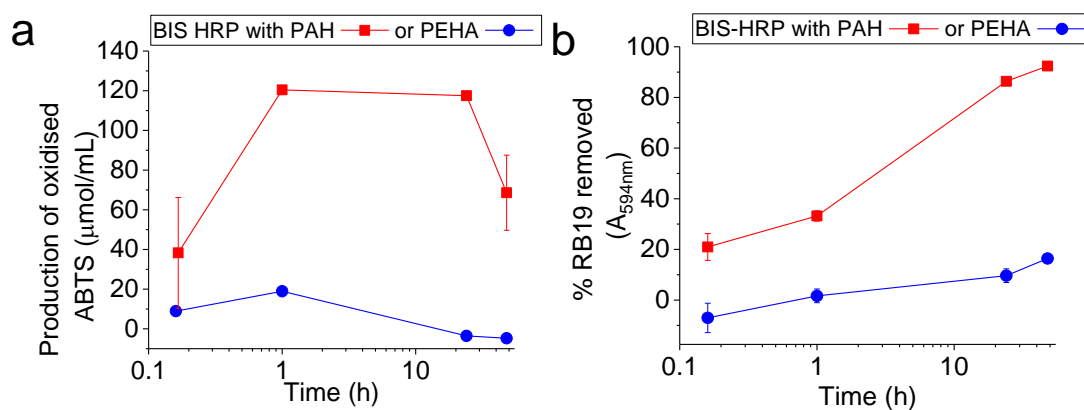 a
BIS HRP with PAH or PEHA
Production of oxidised
ABTS (μmol/mL)
140
120
100
80
60
40
20
0
0.1 1 10
Time (h)
b
BIS-HRP with PAH or PEHA
% RB19 removed
(A594nm)
100
80
60
40
20
0
0.1 1 10
Time (h)